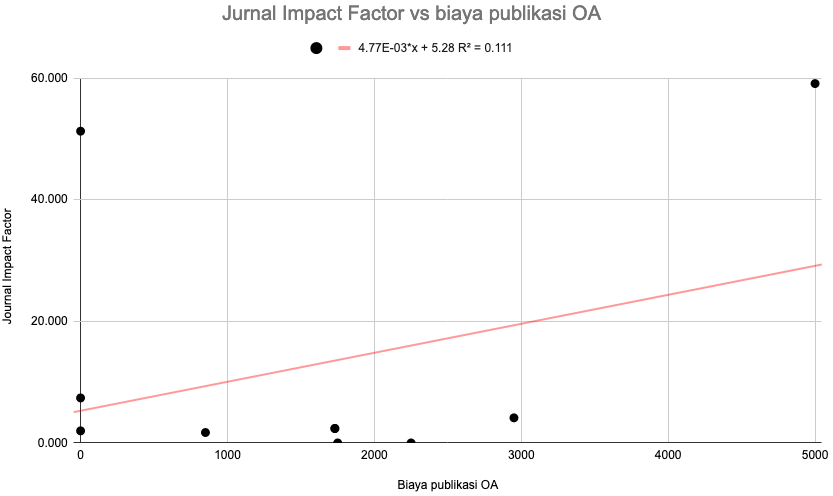 Jurnal Impact Factor vs biaya publikasi OA
4.77E-03*x + 5.28 R² = 0.111
60.000
40.000
20.000
0.000
Journal Impact Factor
0 1000 2000 3000 4000 5000
Biaya publikasi OA